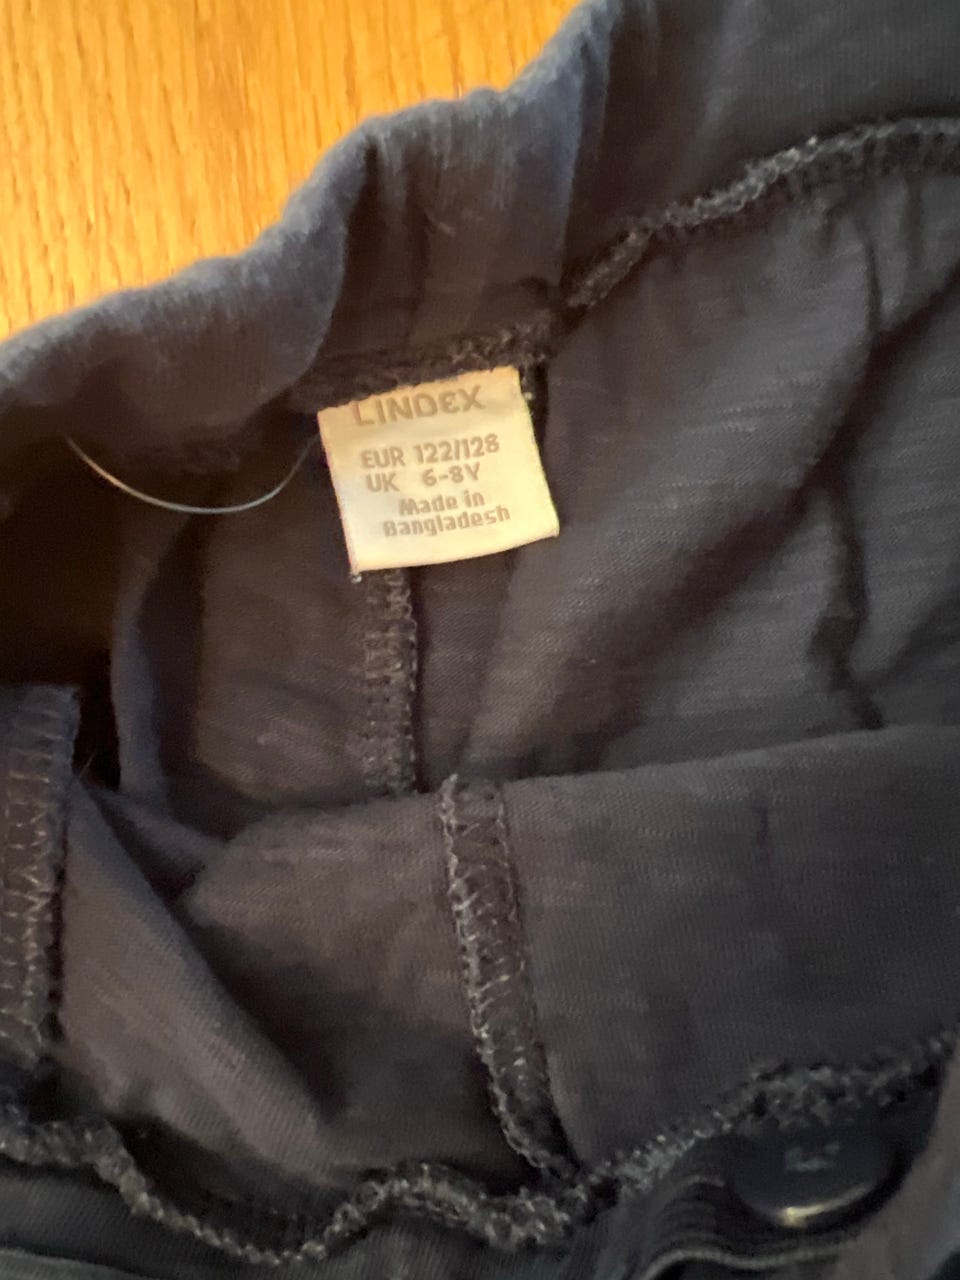 LINDEX
EUR 122/128
UK 6-8Y
Made in
Bangladesh